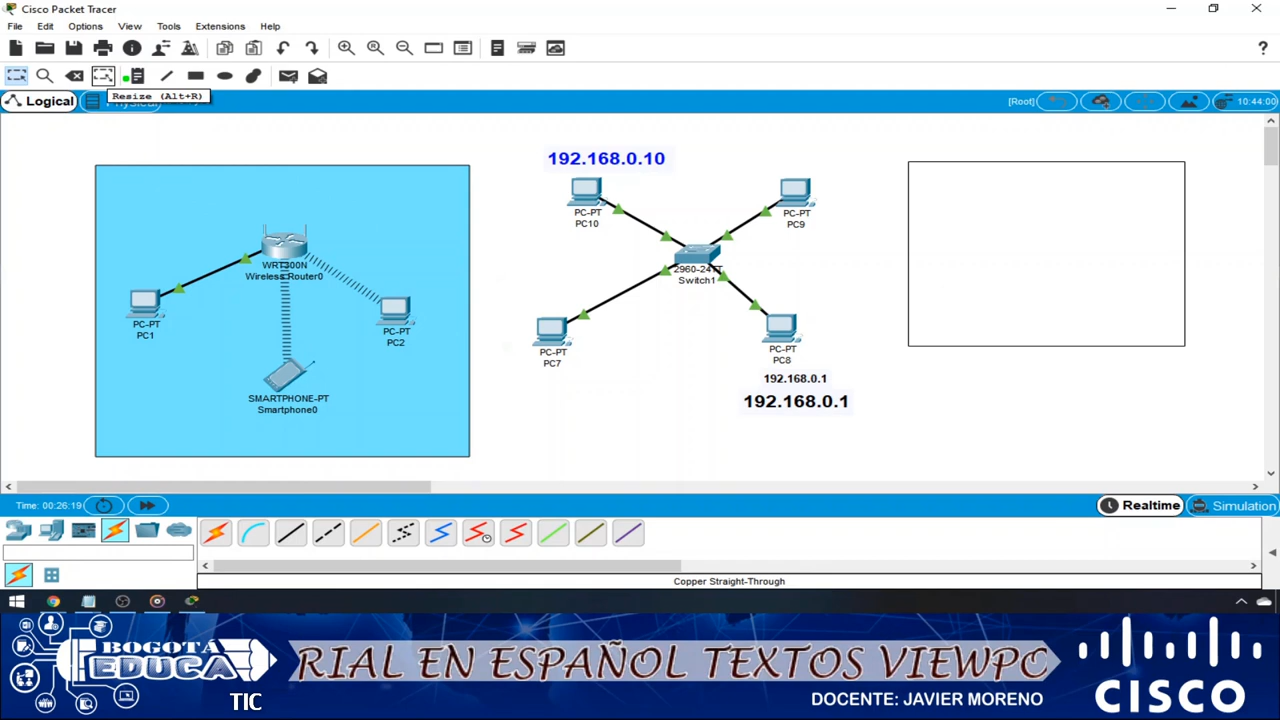 Cisco Packet Tracer
File Edit Options View Tools Extensions Help
?
Resize (Alt+R)
Logical
Physical
[Root]
10:44:00
192.168.0.10
PC-PT
PC10
PC-PT
PC9
WRT300N
Wireless Router0
2960-24TT
Switch1
PC-PT
PC1
PC-PT
PC2
PC-PT
PC7
PC-PT
PC8
192.168.0.1
192.168.0.1
SMARTPHONE-PT
Smartphone0
Time: 00:26:19
Realtime
Simulation
Copper Straight-Through
BOGOTÁ
EDUCA
TIC
RIAL EN ESPAÑOL TEXTOS VIEWPO
DOCENTE: JAVIER MORENO
CISCO